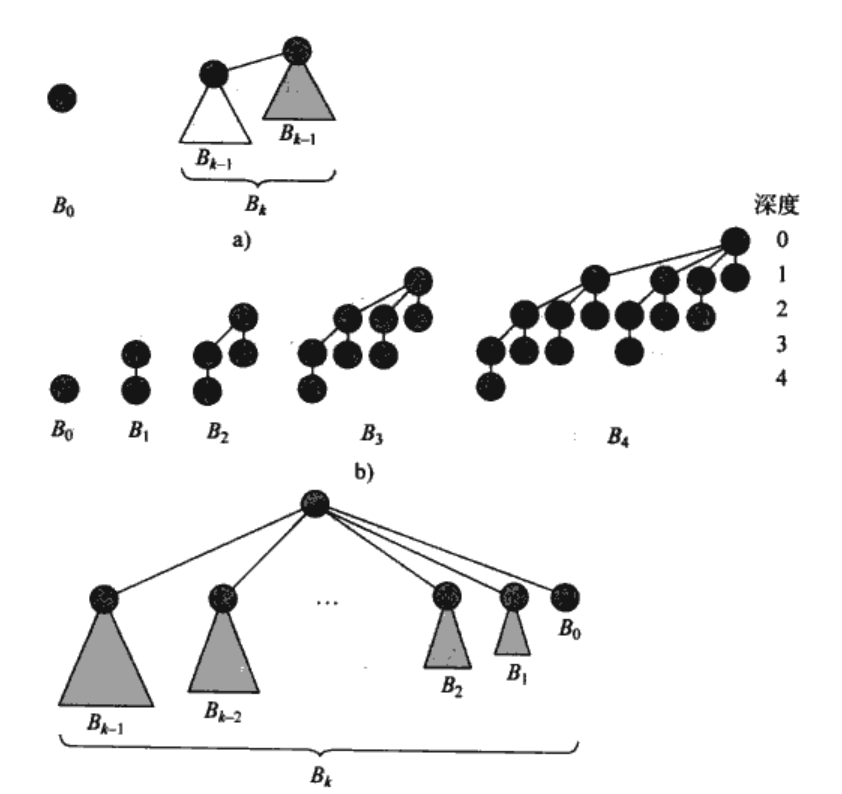 B_{k-1}
B_{k-1}
B_0
B_k
深度
a)
0
1
2
3
4
B_0 B_1 B_2 B_3 B_4
b)
...
B_0
B_2 B_1
B_{k-1} B_{k-2}
B_k